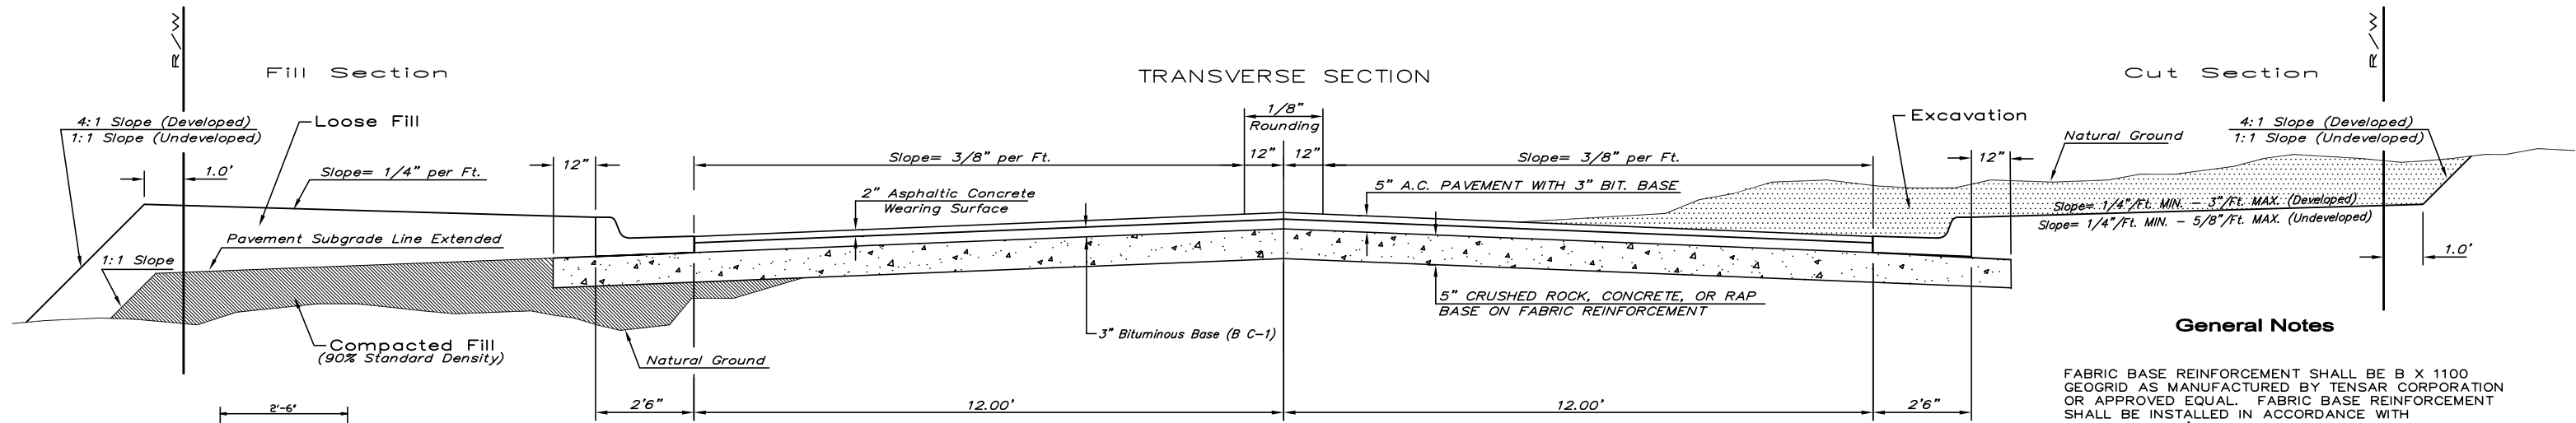 R/W
R/W
Fill Section
TRANSVERSE SECTION
Cut Section
4:1 Slope (Developed)
1:1 Slope (Undeveloped)
Loose Fill
1/8"
Rounding
Excavation
Natural Ground
4:1 Slope (Developed)
1:1 Slope (Undeveloped)
1.0'
Slope= 1/4" per Ft.
12"
Slope= 3/8" per Ft.
12"
12"
Slope= 3/8" per Ft.
12"
2" Asphaltic Concrete
Wearing Surface
5" A.C. PAVEMENT WITH 3" BIT. BASE
Slope= 1/4"/Ft. MIN. - 3"/Ft. MAX. (Developed)
Slope= 1/4"/Ft. MIN. - 5/8"/Ft. MAX. (Undeveloped)
Pavement Subgrade Line Extended
1:1 Slope
1.0'
5" CRUSHED ROCK, CONCRETE, OR RAP
BASE ON FABRIC REINFORCEMENT
3" Bituminous Base (B C-1)
Compacted Fill
(90% Standard Density)
Natural Ground
General Notes
2'-6"
2'6"
12.00'
12.00'
2'6"
FABRIC BASE REINFORCEMENT SHALL BE B X 1100
GEOGRID AS MANUFACTURED BY TENSAR CORPORATION
OR APPROVED EQUAL. FABRIC BASE REINFORCEMENT
SHALL BE INSTALLED IN ACCORDANCE WITH